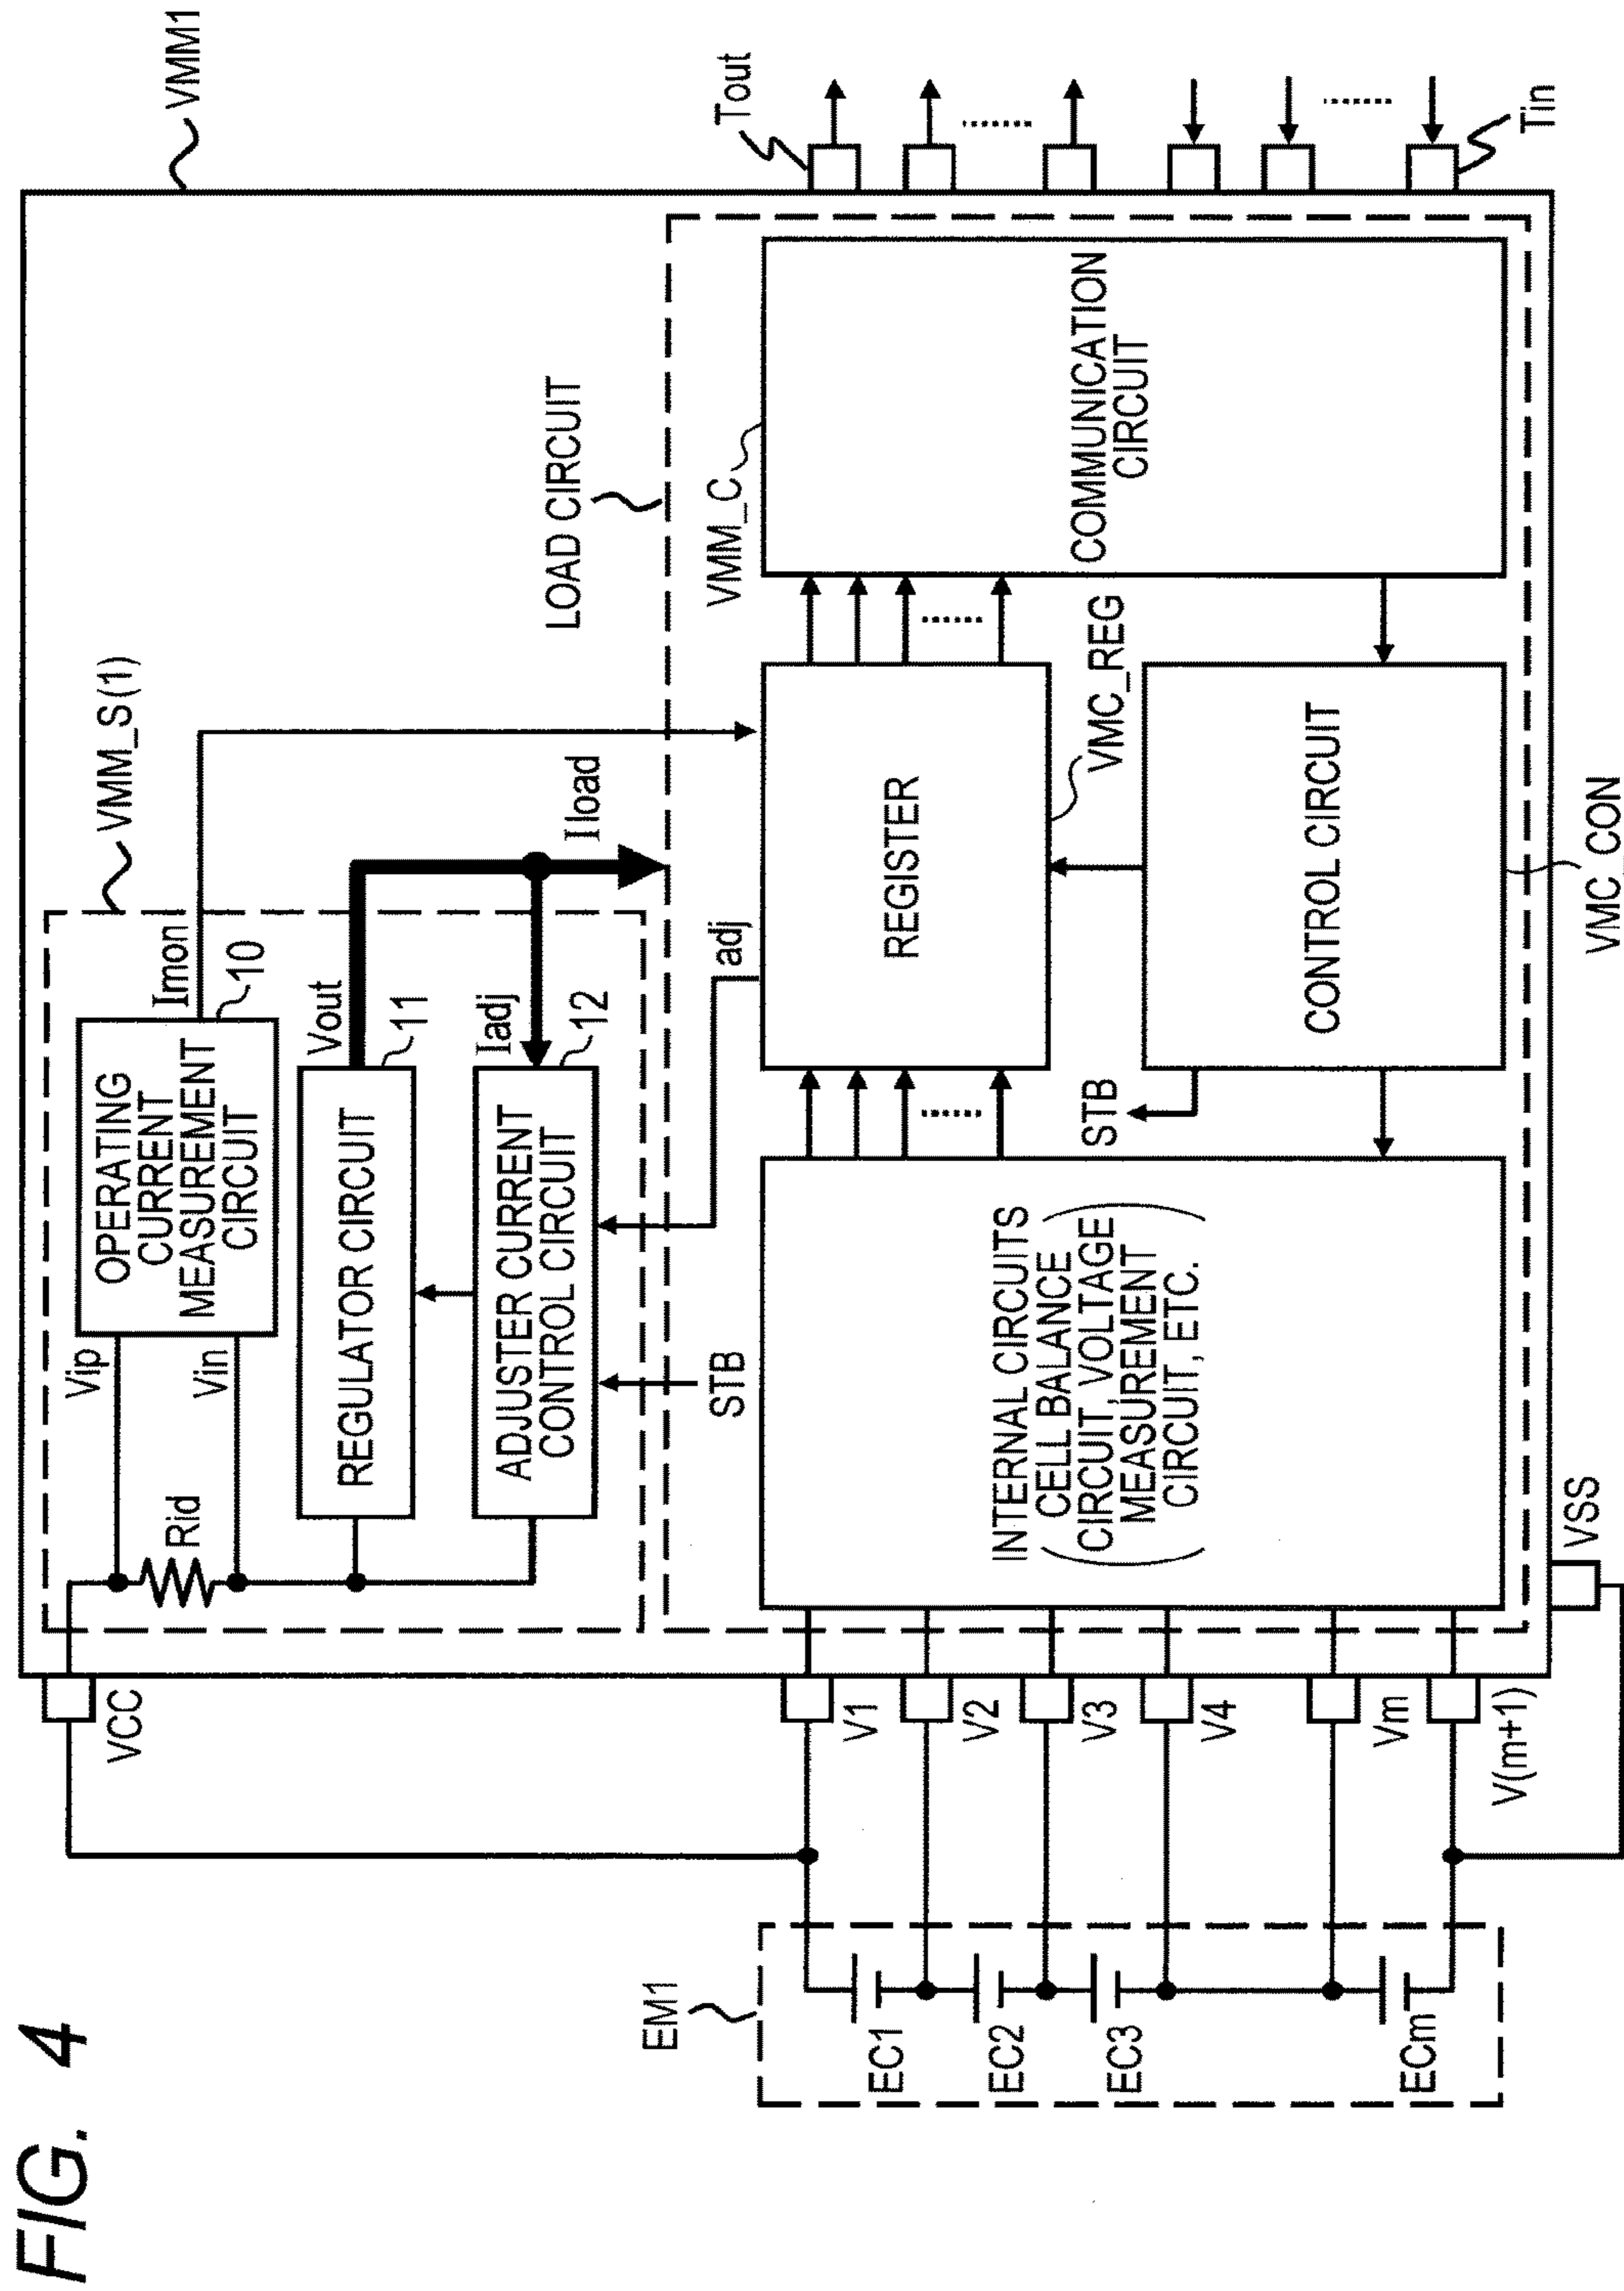 FIG. 4
VMM1
VMM_S(1)
VCC
Rid
Vip
Vin
OPERATING
CURRENT
MEASUREMENT
CIRCUIT
Imon
10
REGULATOR CIRCUIT
Vout
11
ADJUSTER CURRENT
CONTROL CIRCUIT
Iadj
12
Iload
LOAD CIRCUIT
STB
adj
VMM_C
Tout
EM1
EC1
EC2
EC3
ECm
V1
V2
V3
V4
Vm
V(m+1)
INTERNAL CIRCUITS
CELL BALANCE
CIRCUIT, VOLTAGE
MEASUREMENT
CIRCUIT, ETC.
REGISTER
VMC_REG
STB
CONTROL CIRCUIT
VMC_CON
COMMUNICATION
CIRCUIT
Tin
VSS